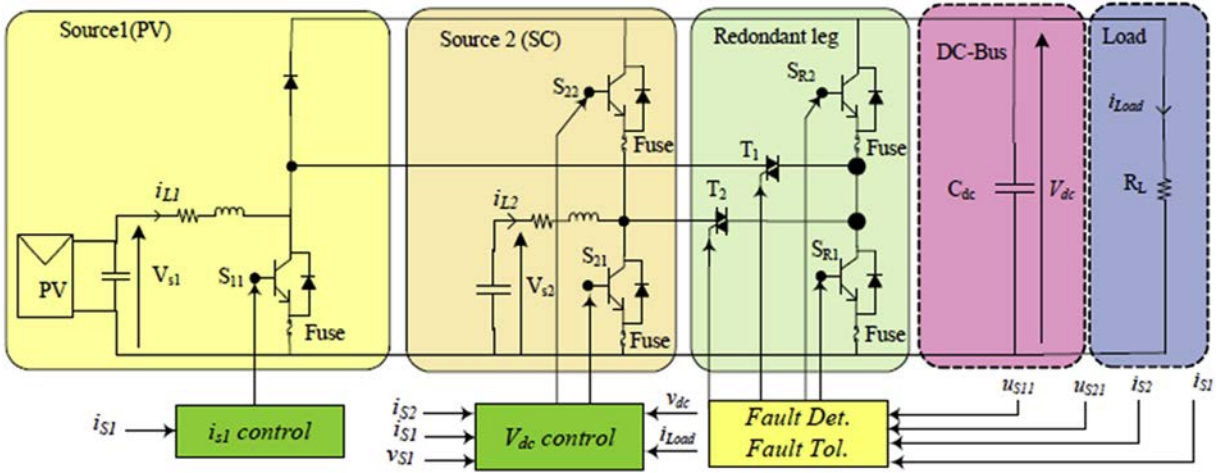 Source1(PV)
Source 2 (SC)
Redondant leg
DC-Bus
Load
S22
SR2
iLoad
Fuse
Fuse
T1
T2
iL1
iL2
Cdc
Vdc
RL
PV
Vs1
S11
Vs2
S21
SR1
Fuse
Fuse
Fuse
uS11
uS21
iS2
iS1
iS1
is1 control
iS2
iS1
vS1
Vdc control
vdc
iLoad
Fault Det.
Fault Tol.